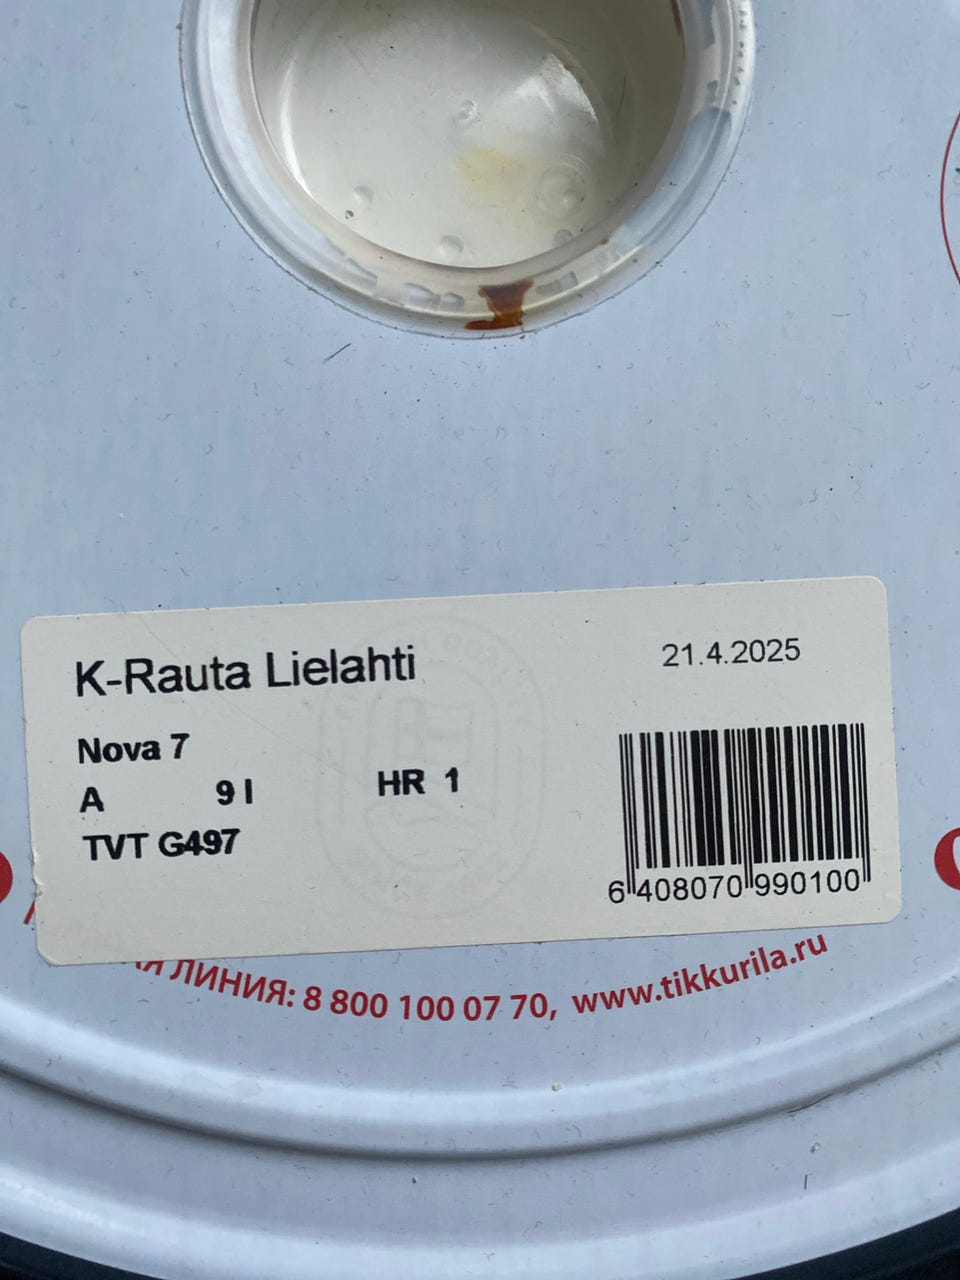 K-Rauta Lielahti
21.4.2025
Nova 7
A 9 l HR 1
TVT G497
6 408070 990100
ЛИНИЯ: 8 800 100 07 70, www.tikkurila.ru